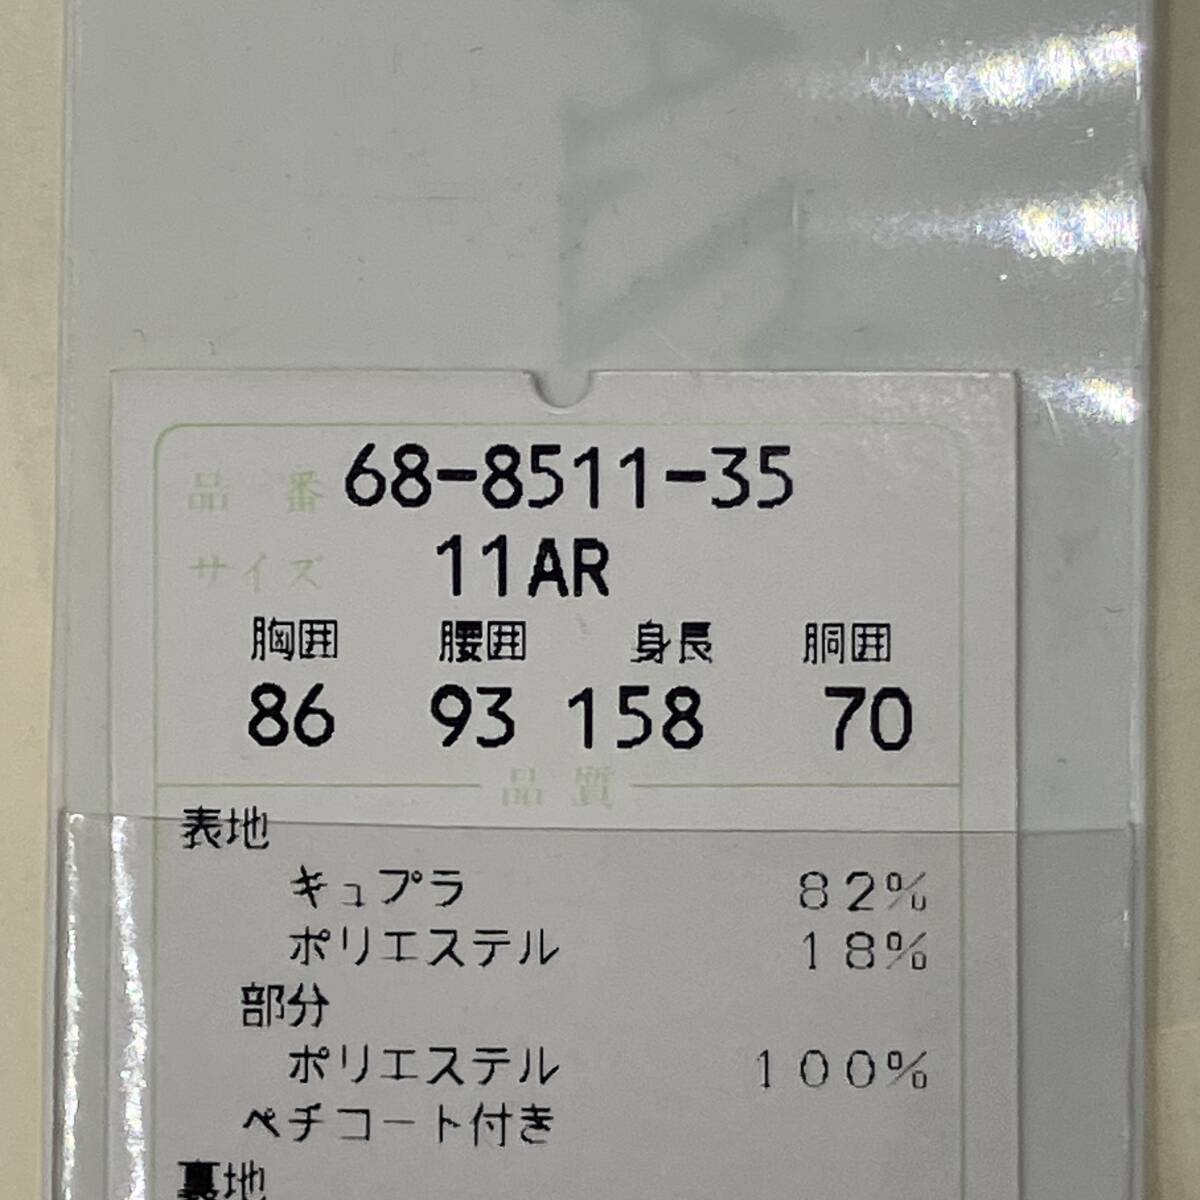 品番 68-8511-35
サイズ 11AR
胸囲 腰囲 身長 胴囲
86 93 158 70
品質
表地
キュプラ 82%
ポリエステル 18%
部分
ポリエステル 100%
ペチコート付き
裏地